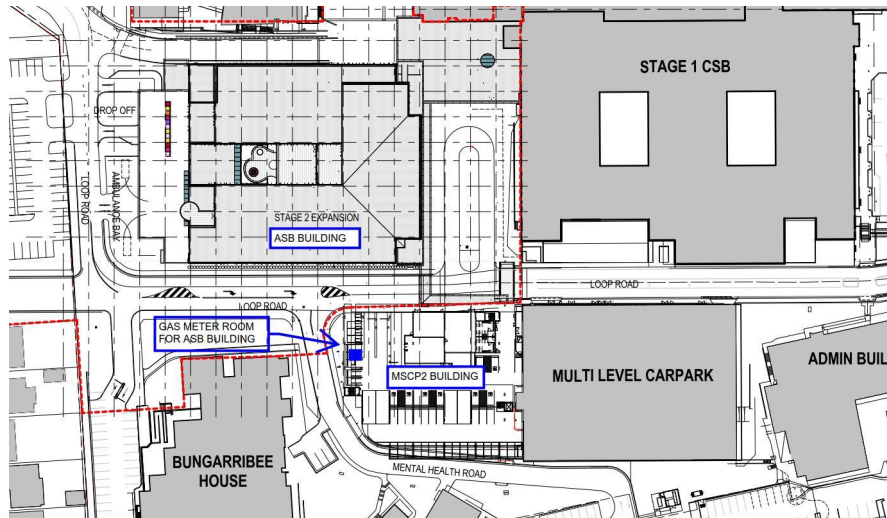 STAGE 1 CSB
DROP OFF
AMBULANCE BAY
LOOP ROAD
STAGE 2 EXPANSION
ASB BUILDING
LOOP ROAD
LOOP ROAD
GAS METER ROOM
FOR ASB BUILDING
MSCP2 BUILDING
MULTI LEVEL CARPARK
ADMIN BUIL
BUNGARRIBEE
HOUSE
MENTAL HEALTH ROAD